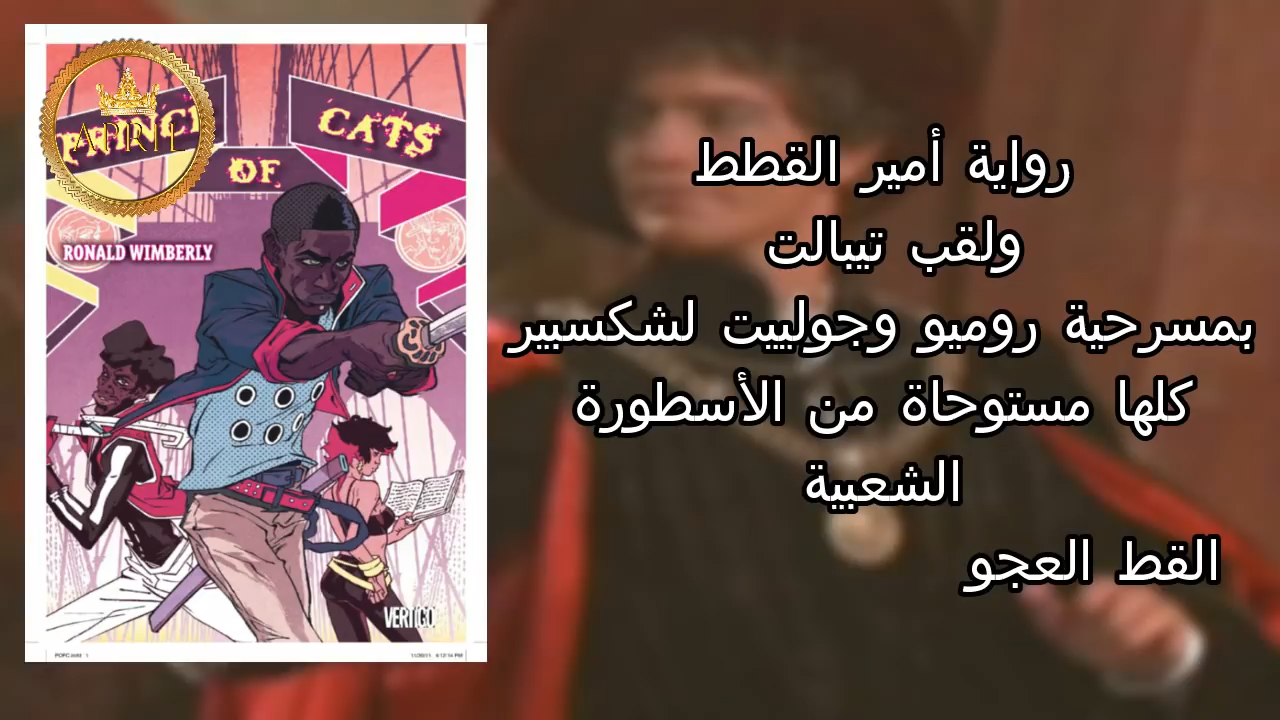 PRINCE
OF
CATS
APRIL
RONALD WIMBERLY
VERTIGO
رواية أمير القطط
ولقب تيبالت
بمسرحية روميو وجولييت لشكسبير
كلها مستوحاة من الأسطورة
الشعبية
القط العجو